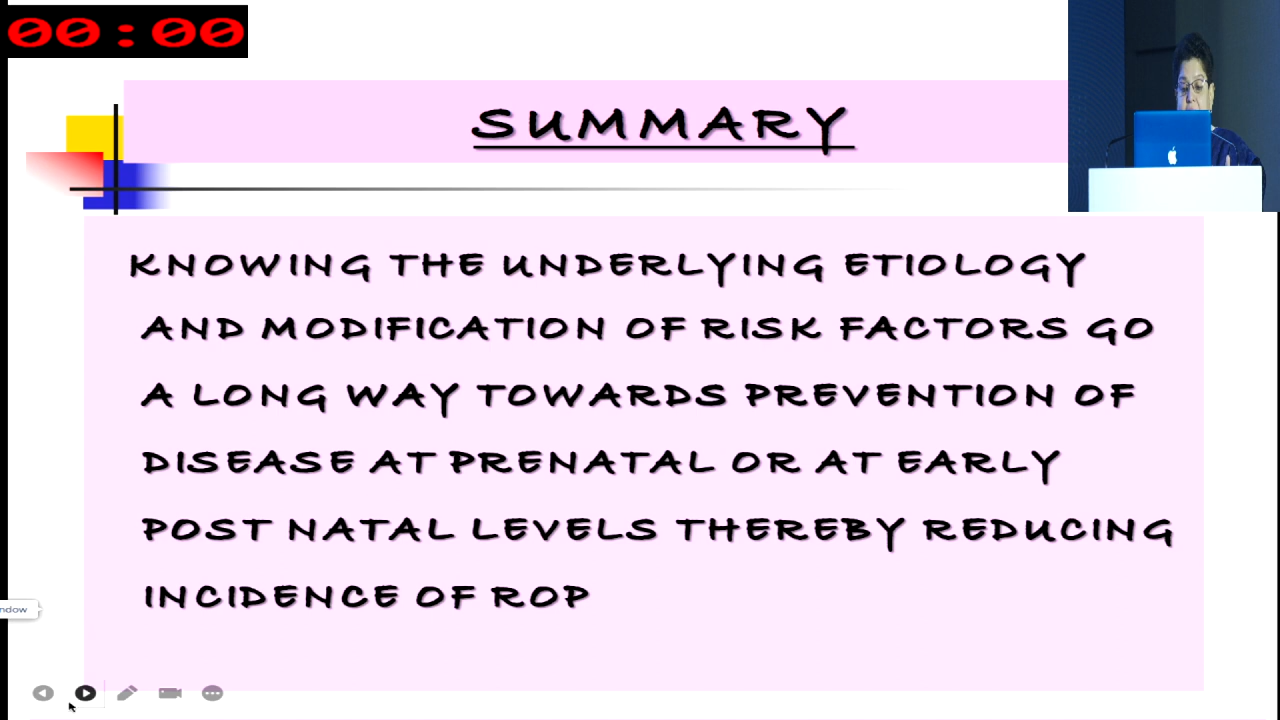 00:00
SUMMARY
KNOWING THE UNDERLYING ETIOLOGY
AND MODIFICATION OF RISK FACTORS GO
A LONG WAY TOWARDS PREVENTION OF
DISEASE AT PRENATAL OR AT EARLY
POST NATAL LEVELS THEREBY REDUCING
INCIDENCE OF ROP
ndow